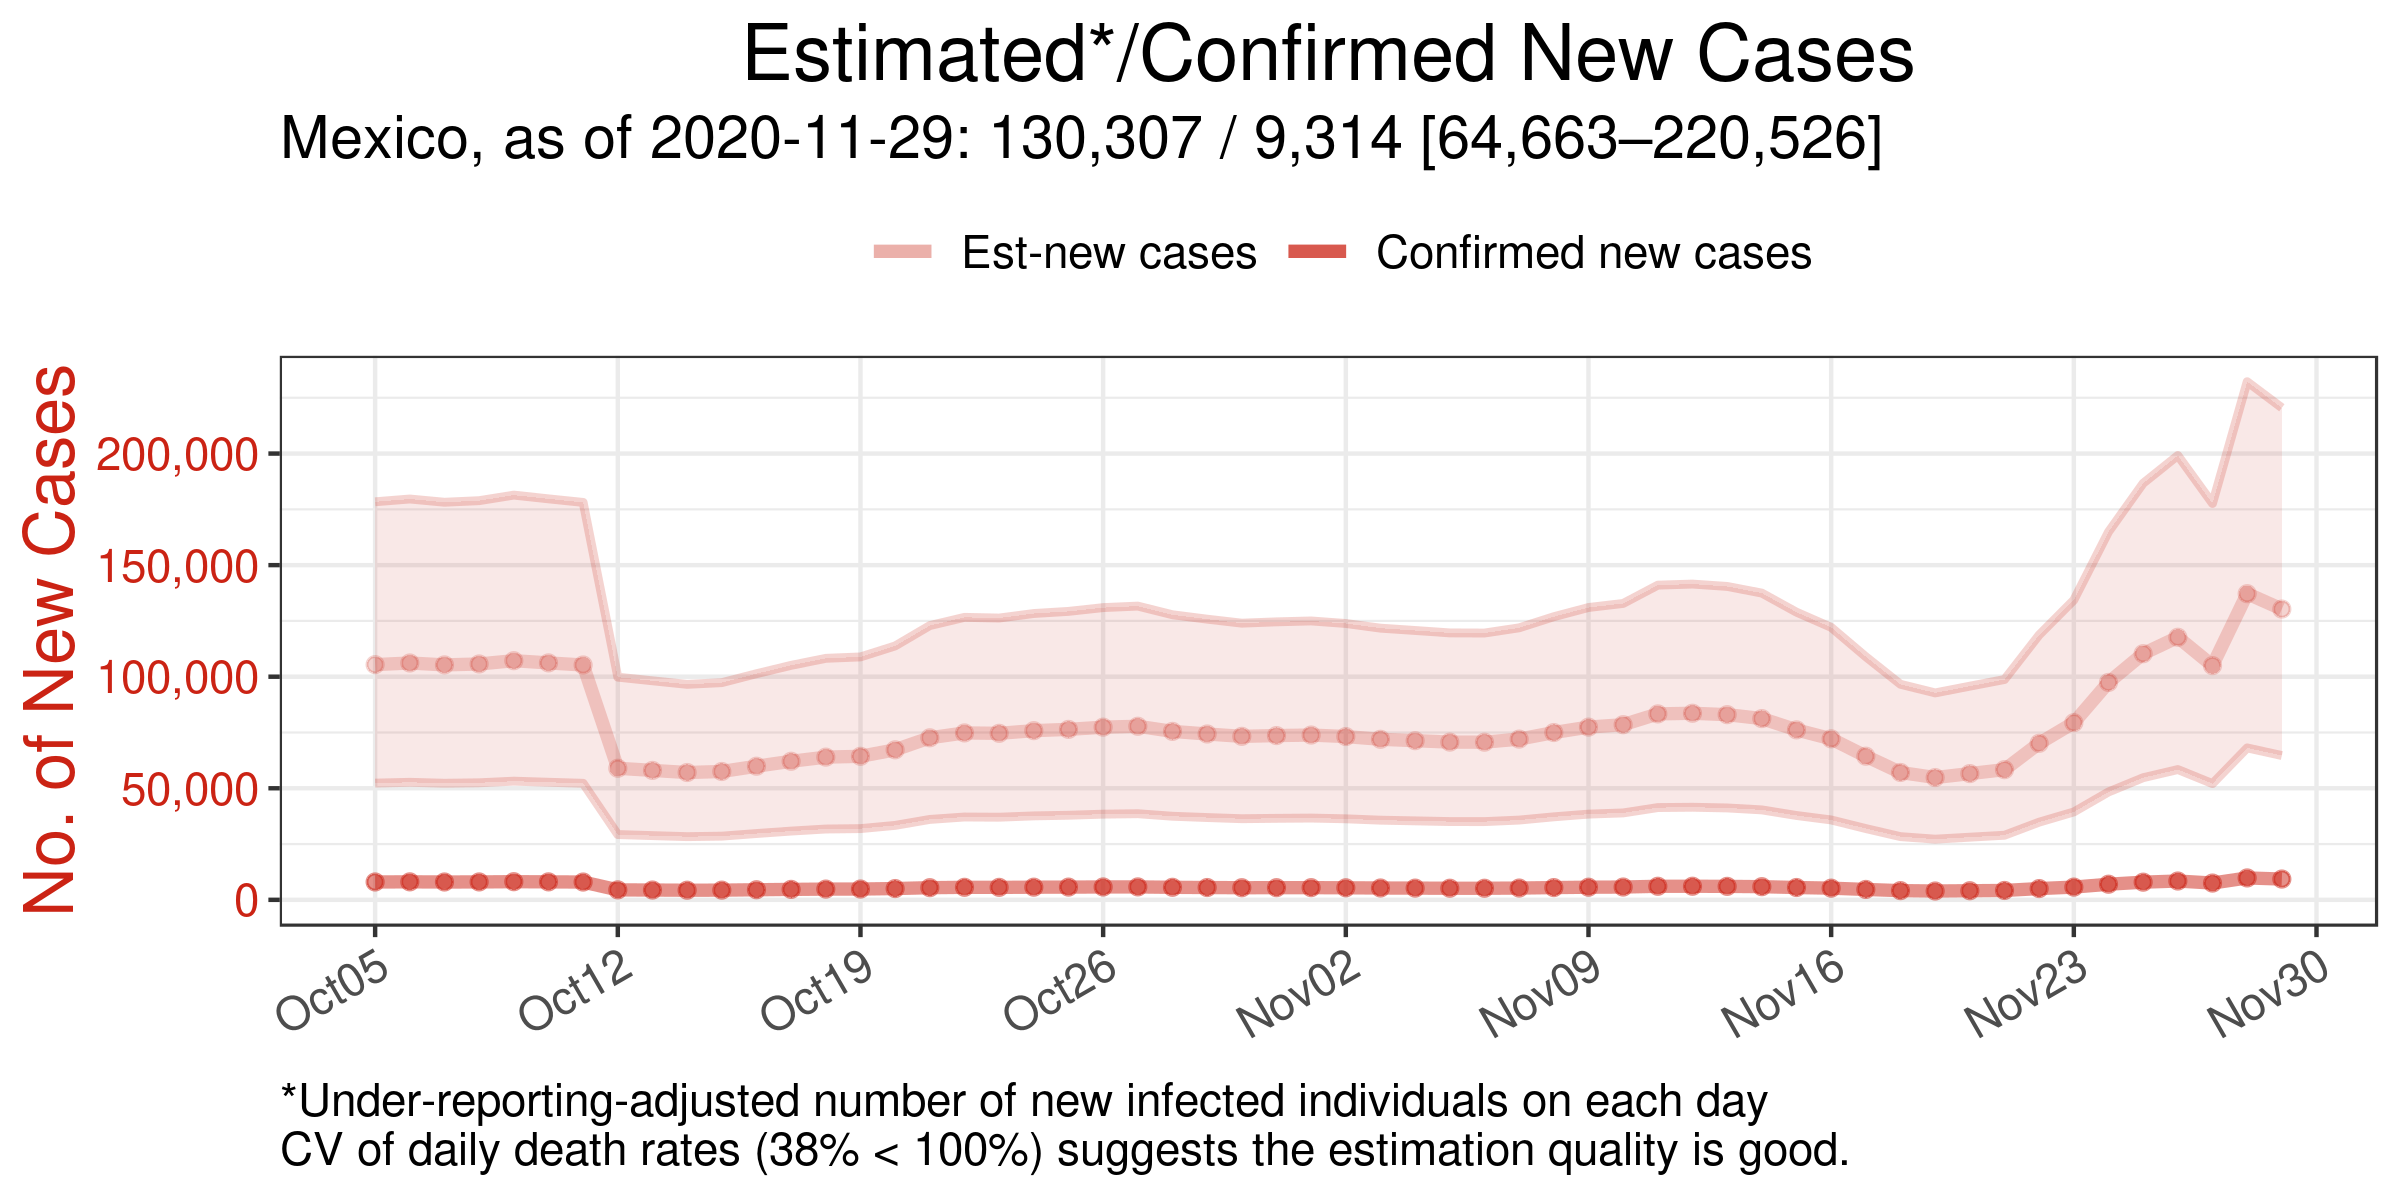 Estimated*/Confirmed New Cases
Mexico, as of 2020-11-29: 130,307 / 9,314 [64,663–220,526]
Est-new cases Confirmed new cases
No. of New Cases
200,000
150,000
100,000
50,000
0
Oct05 Oct12 Oct19 Oct26 Nov02 Nov09 Nov16 Nov23 Nov30
*Under-reporting-adjusted number of new infected individuals on each day
CV of daily death rates (38% < 100%) suggests the estimation quality is good.